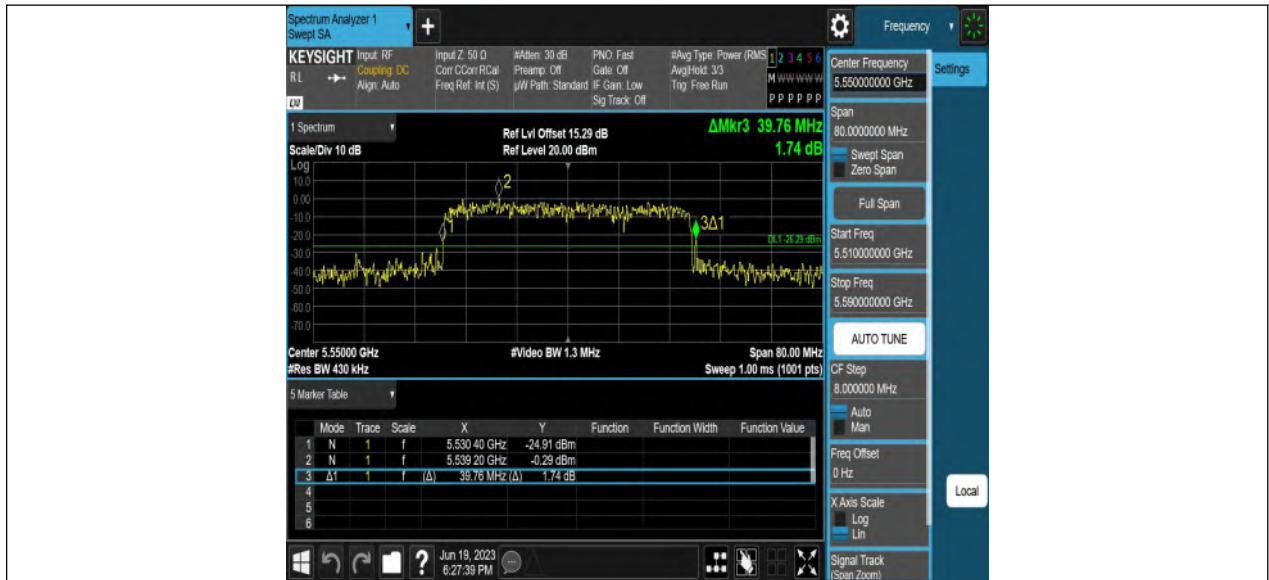 Spectrum Analyzer 1
Swept SA
+
Frequency
KEYSIGHT
RL
LXI
Input: RF
Coupling: DC
Align: Auto
Input Z: 50 Ω
Corr CCorr RCal
Freq Ref: Int (S)
#Atten: 30 dB
Preamp: Off
µW Path: Standard
PNO: Fast
Gate: Off
IF Gain: Low
Sig Track: Off
#Avg Type: Power (RMS
Avg|Hold: 3/3
Trig: Free Run
1 2 3 4 5 6
M W W W W W
P P P P P P
1 Spectrum
Scale/Div 10 dB
Ref Lvl Offset 15.29 dB
Ref Level 20.00 dBm
ΔMkr3 39.76 MHz
1.74 dB
Log
10.0
0.00
-10.0
-20.0
-30.0
-40.0
-50.0
-60.0
-70.0
2
3Δ1
DL1 -26.29 dBm
Center 5.55000 GHz
#Res BW 430 kHz
#Video BW 1.3 MHz
Span 80.00 MHz
Sweep 1.00 ms (1001 pts)
5 Marker Table
Mode Trace Scale X Y Function Function Width Function Value
1 N 1 f 5.530 40 GHz -24.91 dBm
2 N 1 f 5.539 20 GHz -0.29 dBm
3 Δ1 1 f (Δ) 39.76 MHz (Δ) 1.74 dB
4
5
6
?
Jun 19, 2023
6:27:39 PM
Center Frequency
5.550000000 GHz
Span
80.0000000 MHz
Swept Span
Zero Span
Full Span
Start Freq
5.510000000 GHz
Stop Freq
5.590000000 GHz
AUTO TUNE
CF Step
8.000000 MHz
Auto
Man
Freq Offset
0 Hz
X Axis Scale
Log
Lin
Signal Track
(Span Zoom)
Settings
Local